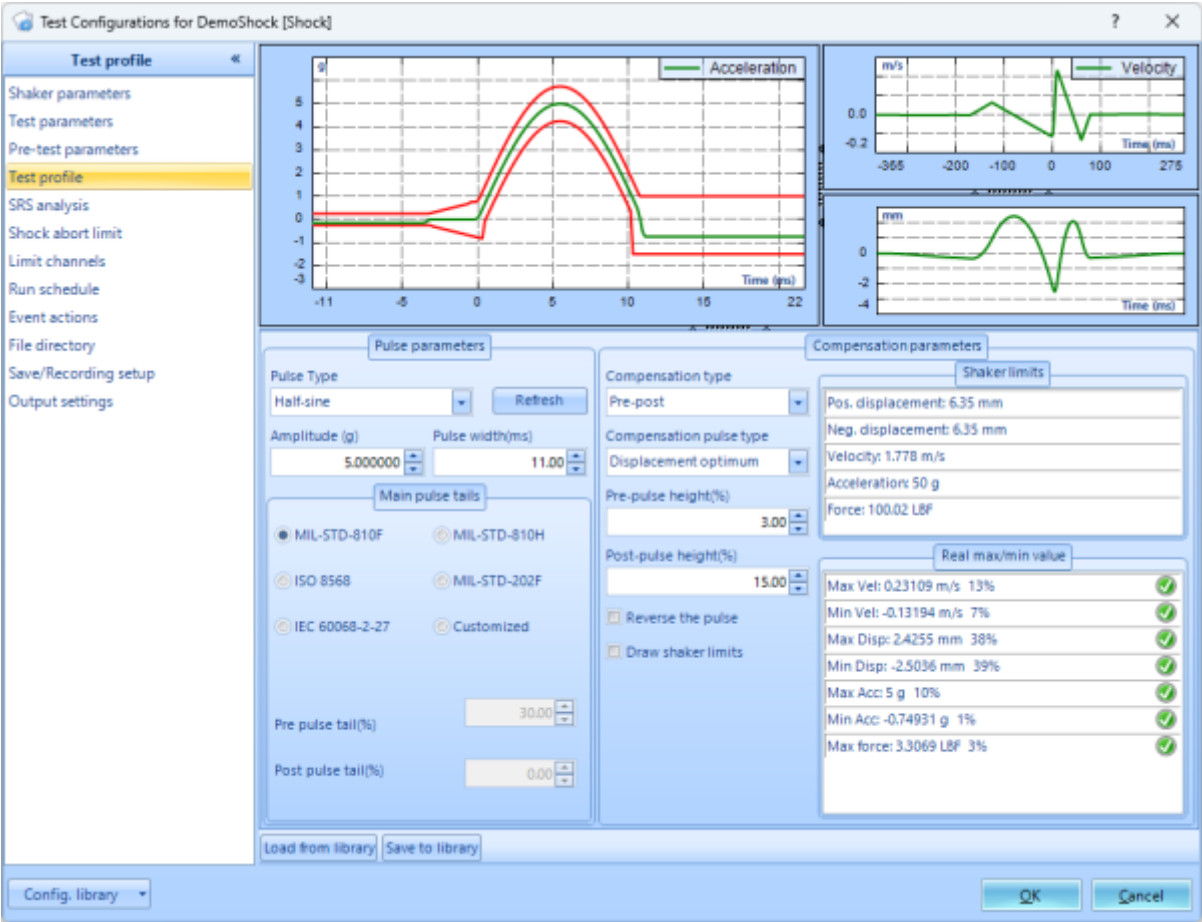 Test Configurations for DemoShock [Shock]
? ×
Test profile «
Shaker parameters
Test parameters
Pre-test parameters
Test profile
SRS analysis
Shock abort limit
Limit channels
Run schedule
Event actions
File directory
Save/Recording setup
Output settings
g
Acceleration
5
4
3
2
1
0
-1
-2
-3
Time (ms)
-11 -5 0 5 10 16 22
m/s
Velocity
0.0
-0.2
Time (ms)
-365 -200 -100 0 100 275
mm
0
-2
-4
Time (ms)
Pulse parameters
Pulse Type
Half-sine
Refresh
Amplitude (g) Pulse width(ms)
5.000000 11.00
Main pulse tails
MIL-STD-810F MIL-STD-810H
ISO 8568 MIL-STD-202F
IEC 60068-2-27 Customized
Pre pulse tail(%) 30.00
Post pulse tail(%) 0.00
Compensation parameters
Compensation type
Pre-post
Compensation pulse type
Displacement optimum
Pre-pulse height(%)
3.00
Post-pulse height(%)
15.00
Reverse the pulse
Draw shaker limits
Shaker limits
Pos. displacement: 6.35 mm
Neg. displacement: 6.35 mm
Velocity: 1.778 m/s
Acceleration: 50 g
Force: 100.02 LBF
Real max/min value
Max Vel: 0.23109 m/s 13%
Min Vel: -0.13194 m/s 7%
Max Disp: 2.4255 mm 38%
Min Disp: -2.5036 mm 39%
Max Acc: 5 g 10%
Min Acc: -0.74931 g 1%
Max force: 3.3069 LBF 3%
Load from library Save to library
Config. library
OK Cancel